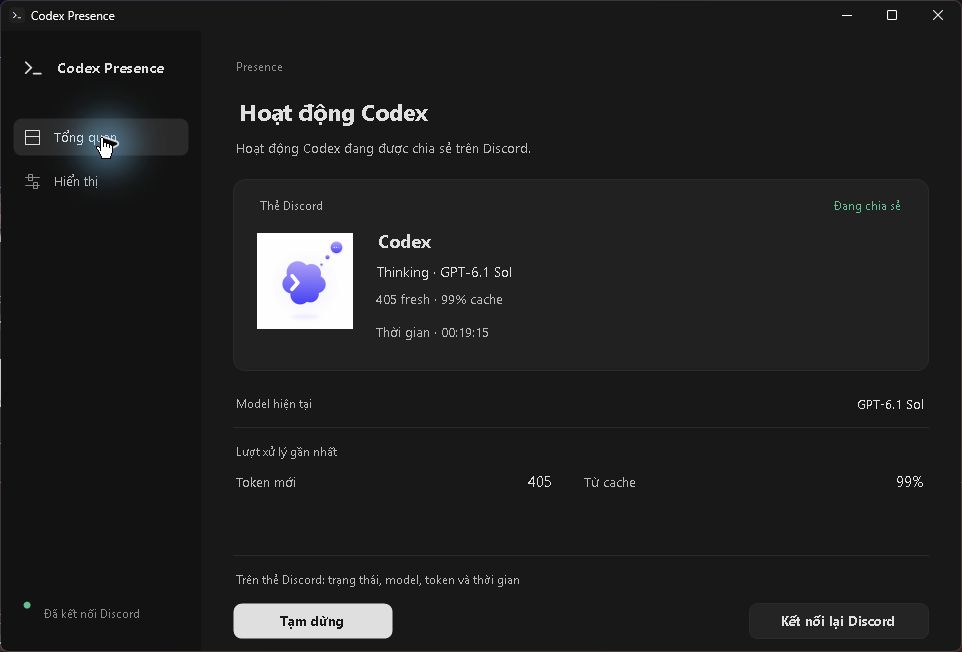 Codex Presence
Codex Presence
Tổng quan
Hiển thị
Đã kết nối Discord
Presence
Hoạt động Codex
Hoạt động Codex đang được chia sẻ trên Discord.
Thẻ Discord
Đang chia sẻ
Codex
Thinking · GPT-6.1 Sol
405 fresh · 99% cache
Thời gian · 00:19:15
Model hiện tại
GPT-6.1 Sol
Lượt xử lý gần nhất
Token mới
405
Từ cache
99%
Trên thẻ Discord: trạng thái, model, token và thời gian
Tạm dừng
Kết nối lại Discord